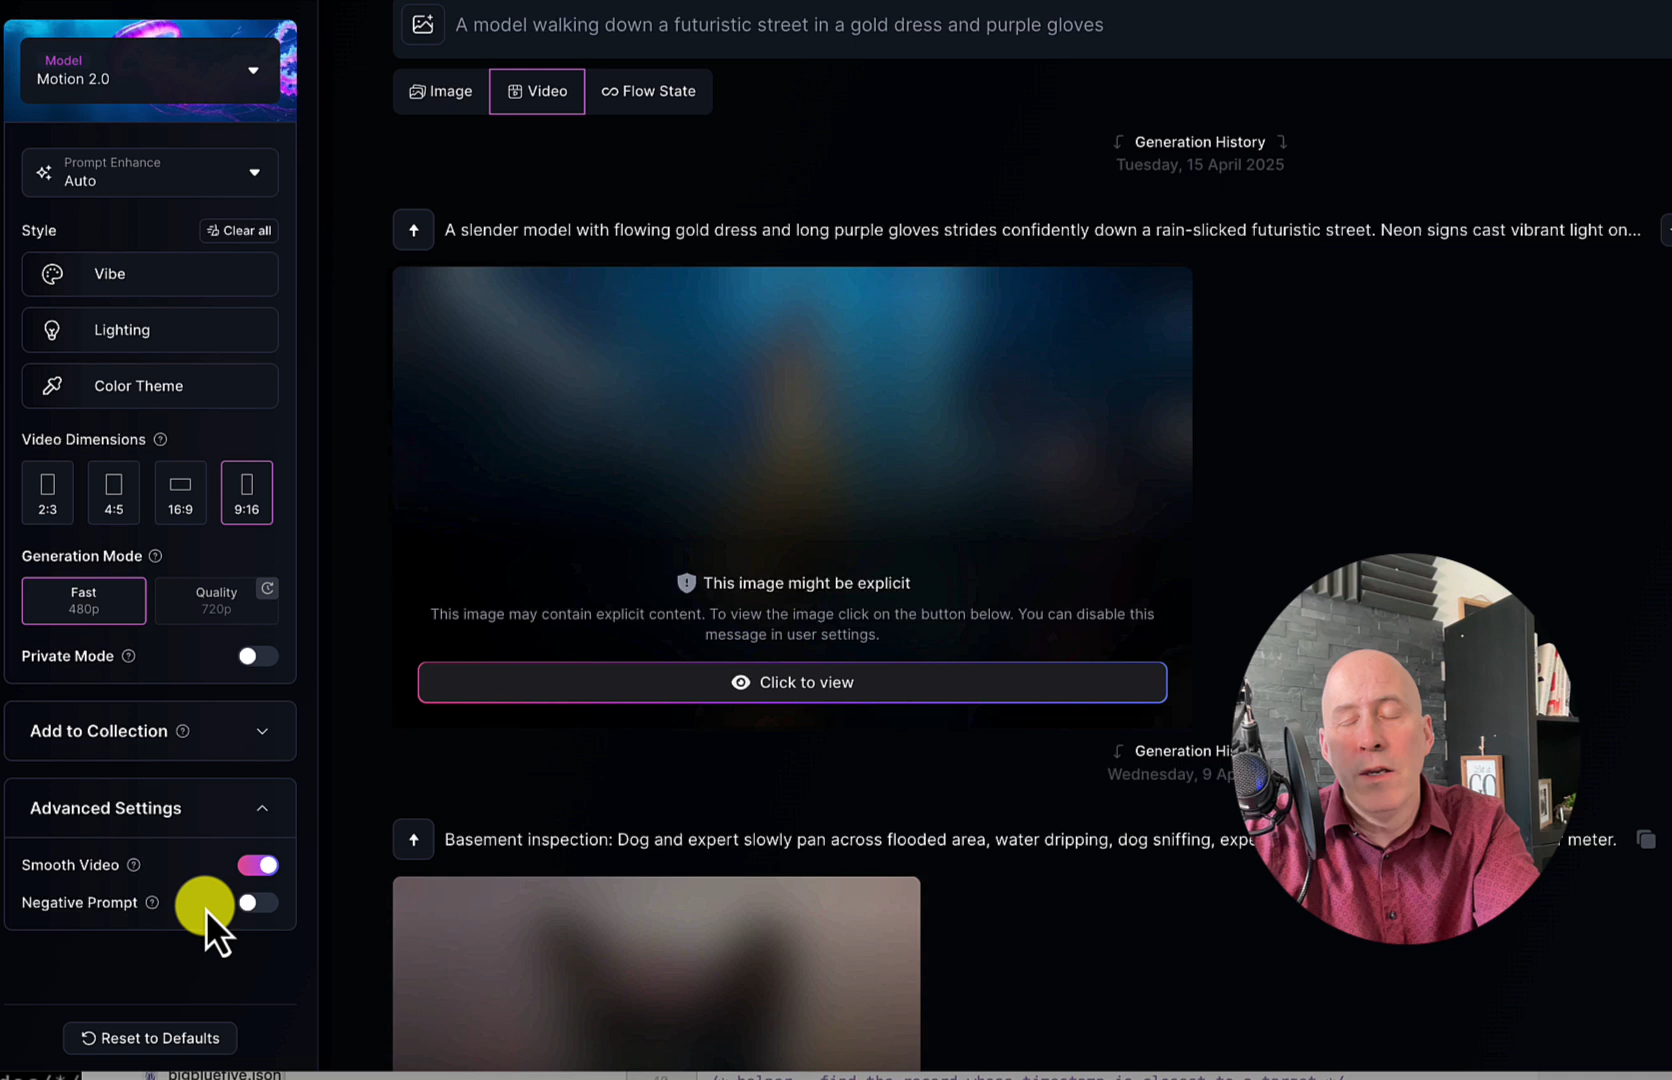 Model
Motion 2.0
Prompt Enhance
Auto
Style
Clear all
Vibe
Lighting
Color Theme
Video Dimensions
2:3
4:5
16:9
9:16
Generation Mode
Fast
480p
Quality
720p
Private Mode
Add to Collection
Advanced Settings
Smooth Video
Negative Prompt
Reset to Defaults
A model walking down a futuristic street in a gold dress and purple gloves
Image
Video
Flow State
Generation History
Tuesday, 15 April 2025
A slender model with flowing gold dress and long purple gloves strides confidently down a rain-slicked futuristic street. Neon signs cast vibrant light on...
This image might be explicit
This image may contain explicit content. To view the image click on the button below. You can disable this
message in user settings.
Click to view
Generation
Wednesday, 9
Basement inspection: Dog and expert slowly pan across flooded area, water dripping, dog sniffing, meter.
GO